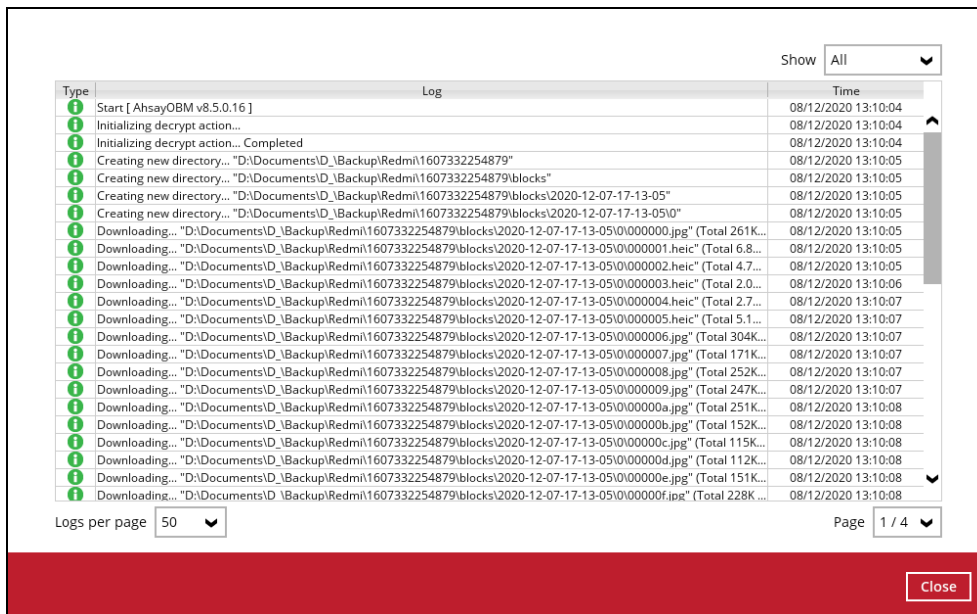 Show All
Type Log Time
Start [ AhsayOBM v8.5.0.16 ] 08/12/2020 13:10:04
Initializing decrypt action... 08/12/2020 13:10:04
Initializing decrypt action... Completed 08/12/2020 13:10:04
Creating new directory... "D:\Documents\D_\Backup\Redmi\1607332254879" 08/12/2020 13:10:05
Creating new directory... "D:\Documents\D_\Backup\Redmi\1607332254879\blocks" 08/12/2020 13:10:05
Creating new directory... "D:\Documents\D_\Backup\Redmi\1607332254879\blocks\2020-12-07-17-13-05" 08/12/2020 13:10:05
Creating new directory... "D:\Documents\D_\Backup\Redmi\1607332254879\blocks\2020-12-07-17-13-05\0" 08/12/2020 13:10:05
Downloading... "D:\Documents\D_\Backup\Redmi\1607332254879\blocks\2020-12-07-17-13-05\0\000000.jpg" (Total 261K... 08/12/2020 13:10:05
Downloading... "D:\Documents\D_\Backup\Redmi\1607332254879\blocks\2020-12-07-17-13-05\0\000001.heic" (Total 6.8... 08/12/2020 13:10:05
Downloading... "D:\Documents\D_\Backup\Redmi\1607332254879\blocks\2020-12-07-17-13-05\0\000002.heic" (Total 4.7... 08/12/2020 13:10:05
Downloading... "D:\Documents\D_\Backup\Redmi\1607332254879\blocks\2020-12-07-17-13-05\0\000003.heic" (Total 2.0... 08/12/2020 13:10:06
Downloading... "D:\Documents\D_\Backup\Redmi\1607332254879\blocks\2020-12-07-17-13-05\0\000004.heic" (Total 2.7... 08/12/2020 13:10:07
Downloading... "D:\Documents\D_\Backup\Redmi\1607332254879\blocks\2020-12-07-17-13-05\0\000005.heic" (Total 5.1... 08/12/2020 13:10:07
Downloading... "D:\Documents\D_\Backup\Redmi\1607332254879\blocks\2020-12-07-17-13-05\0\000006.jpg" (Total 304K... 08/12/2020 13:10:07
Downloading... "D:\Documents\D_\Backup\Redmi\1607332254879\blocks\2020-12-07-17-13-05\0\000007.jpg" (Total 171K... 08/12/2020 13:10:07
Downloading... "D:\Documents\D_\Backup\Redmi\1607332254879\blocks\2020-12-07-17-13-05\0\000008.jpg" (Total 252K... 08/12/2020 13:10:07
Downloading... "D:\Documents\D_\Backup\Redmi\1607332254879\blocks\2020-12-07-17-13-05\0\000009.jpg" (Total 247K... 08/12/2020 13:10:07
Downloading... "D:\Documents\D_\Backup\Redmi\1607332254879\blocks\2020-12-07-17-13-05\0\00000a.jpg" (Total 251K... 08/12/2020 13:10:08
Downloading... "D:\Documents\D_\Backup\Redmi\1607332254879\blocks\2020-12-07-17-13-05\0\00000b.jpg" (Total 152K... 08/12/2020 13:10:08
Downloading... "D:\Documents\D_\Backup\Redmi\1607332254879\blocks\2020-12-07-17-13-05\0\00000c.jpg" (Total 115K... 08/12/2020 13:10:08
Downloading... "D:\Documents\D_\Backup\Redmi\1607332254879\blocks\2020-12-07-17-13-05\0\00000d.jpg" (Total 112K... 08/12/2020 13:10:08
Downloading... "D:\Documents\D_\Backup\Redmi\1607332254879\blocks\2020-12-07-17-13-05\0\00000e.jpg" (Total 151K... 08/12/2020 13:10:08
Downloading... "D:\Documents\D_\Backup\Redmi\1607332254879\blocks\2020-12-07-17-13-05\0\00000f.jpg" (Total 228K ... 08/12/2020 13:10:08
Logs per page 50 Page 1 / 4
Close